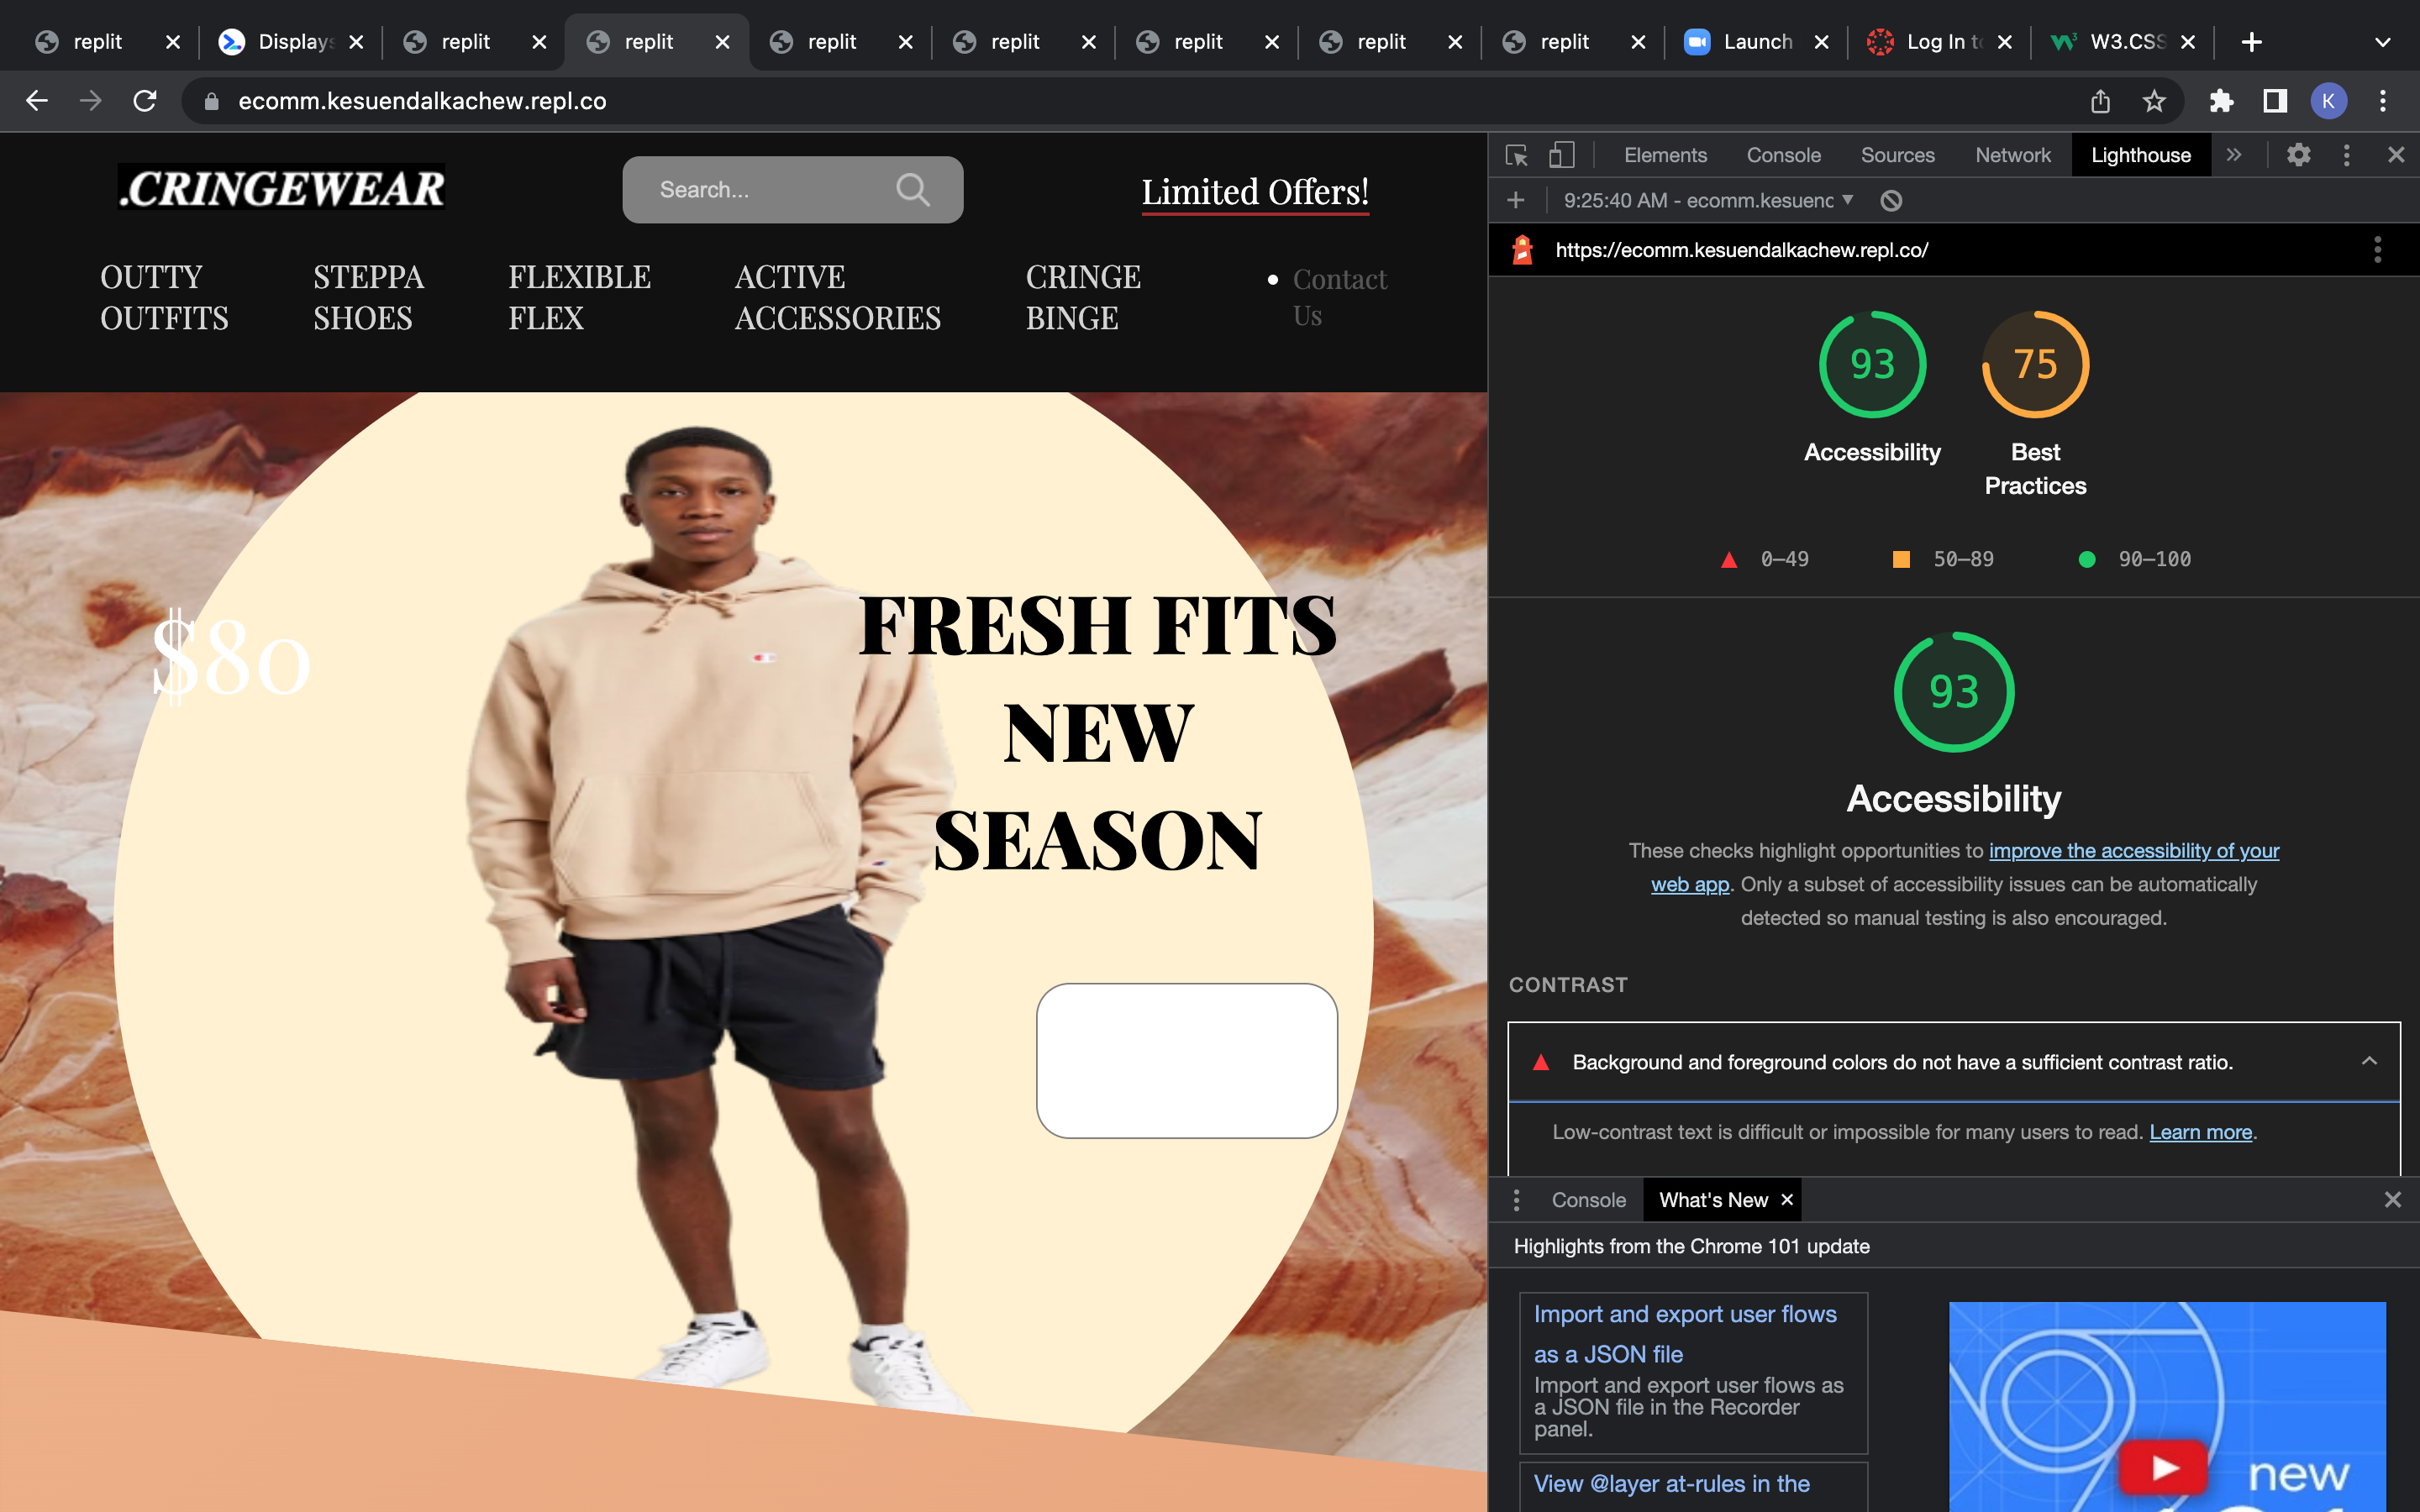 replit
Displays
replit
replit
replit
replit
replit
replit
replit
Launch
Log In to
W3.CSS
ecomm.kesuendalkachew.repl.co
K
.CRINGEWEAR
Search...
Limited Offers!
OUTTY
OUTFITS
STEPPA
SHOES
FLEXIBLE
FLEX
ACTIVE
ACCESSORIES
CRINGE
BINGE
• Contact
Us
$80
FRESH FITS
NEW
SEASON
Elements
Console
Sources
Network
Lighthouse
9:25:40 AM - ecomm.kesuenc
https://ecomm.kesuendalkachew.repl.co/
93
Accessibility
75
Best
Practices
0–49
50–89
90–100
93
Accessibility
These checks highlight opportunities to improve the accessibility of your
web app. Only a subset of accessibility issues can be automatically
detected so manual testing is also encouraged.
CONTRAST
Background and foreground colors do not have a sufficient contrast ratio.
Low-contrast text is difficult or impossible for many users to read. Learn more.
Console
What's New
Highlights from the Chrome 101 update
Import and export user flows
as a JSON file
Import and export user flows as
a JSON file in the Recorder
panel.
View @layer at-rules in the
new